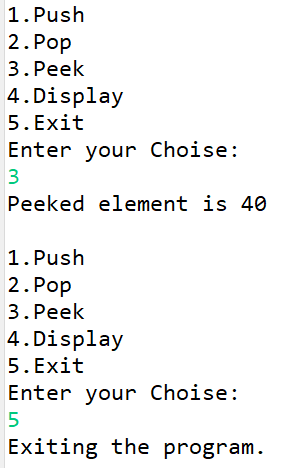 1.Push
2.Pop
3.Peek
4.Display
5.Exit
Enter your Choise:
3
Peeked element is 40
1.Push
2.Pop
3.Peek
4.Display
5.Exit
Enter your Choise:
5
Exiting the program.